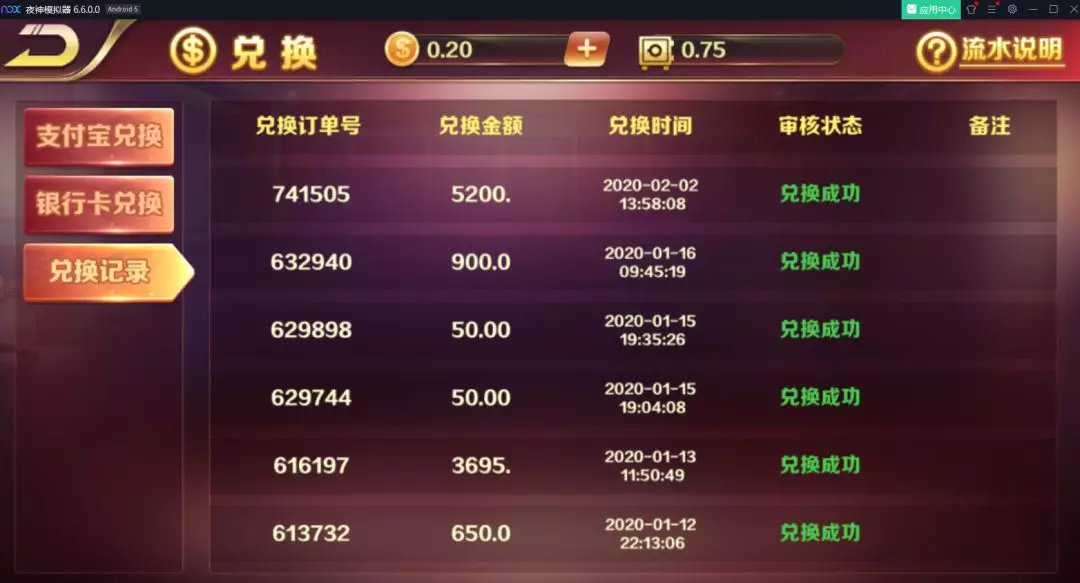 nox 夜神模拟器 6.6.0.0 Android 5 应用中心
兑换 0.20 0.75 流水说明
支付宝兑换
银行卡兑换
兑换记录
兑换订单号 兑换金额 兑换时间 审核状态 备注
741505 5200. 2020-02-02 13:58:08 兑换成功
632940 900.0 2020-01-16 09:45:19 兑换成功
629898 50.00 2020-01-15 19:35:26 兑换成功
629744 50.00 2020-01-15 19:04:08 兑换成功
616197 3695. 2020-01-13 11:50:49 兑换成功
613732 650.0 2020-01-12 22:13:06 兑换成功